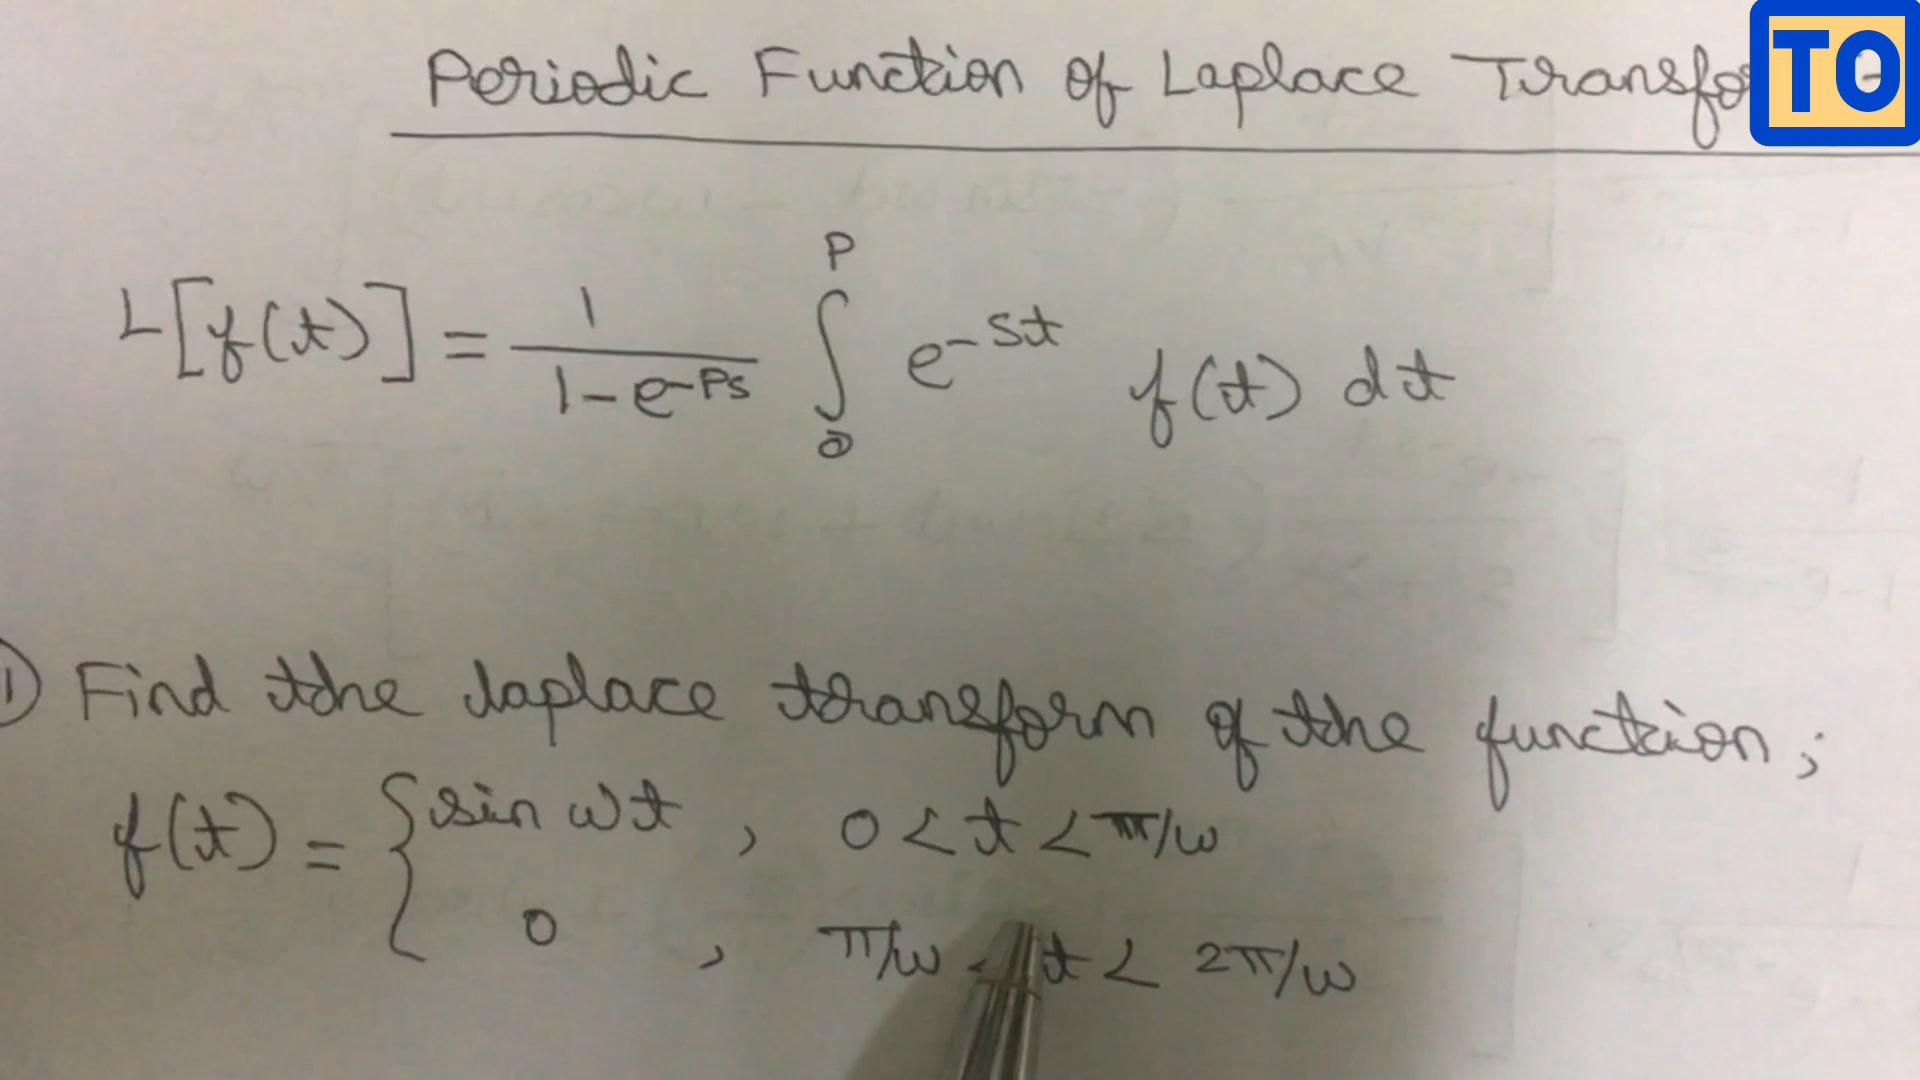 Periodic Function of Laplace Transfo
TO
L[f(t)] = 1/(1-e^-Ps) ∫_0^P e^-st f(t) dt
1) Find the laplace transform of the function;
f(t) = { sin ωt , 0 < t < π/ω
0 , π/ω < t < 2π/ω